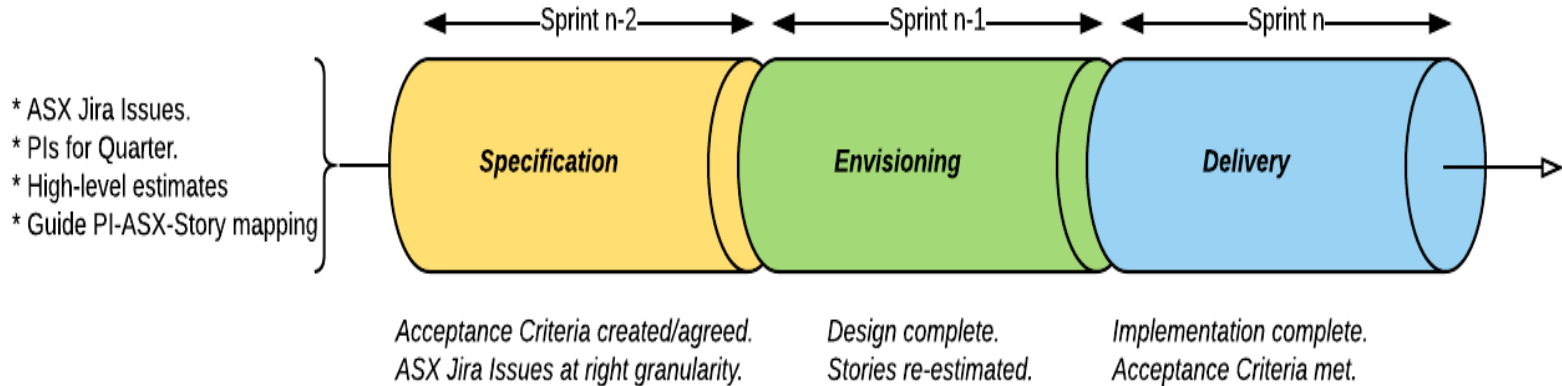 Sprint n-2
Sprint n-1
Sprint n
* ASX Jira Issues.
* PIs for Quarter.
* High-level estimates
* Guide PI-ASX-Story mapping
Specification
Envisioning
Delivery
Acceptance Criteria created/agreed.
ASX Jira Issues at right granularity.
Design complete.
Stories re-estimated.
Implementation complete.
Acceptance Criteria met.